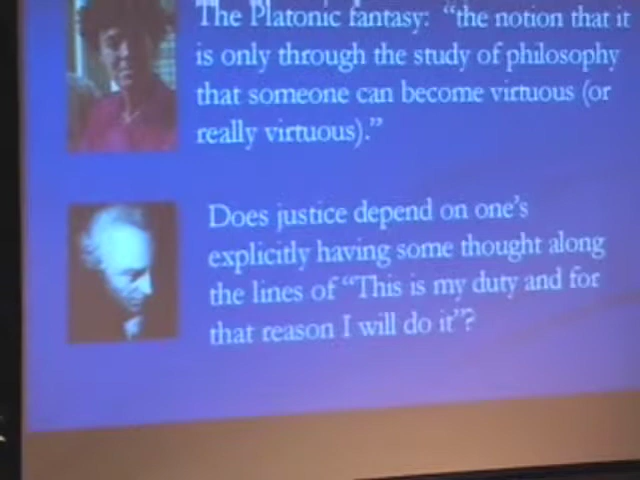 The Platonic fantasy: “the notion that it
is only through the study of philosophy
that someone can become virtuous (or
really virtuous).”
Does justice depend on one’s
explicitly having some thought along
the lines of “This is my duty and for
that reason I will do it”?